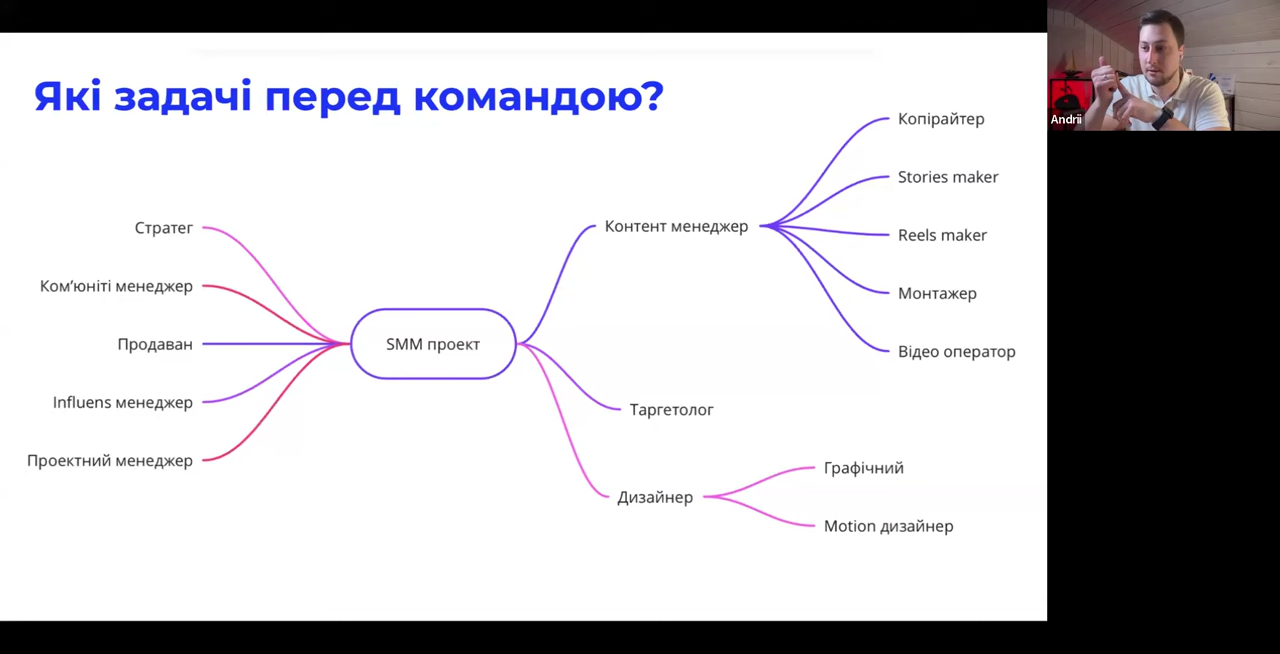 Які задачі перед командою?
Andrii
Стратег
Ком’юніті менеджер
Продаван
Influens менеджер
Проектний менеджер
SMM проект
Контент менеджер
Копірайтер
Stories maker
Reels maker
Монтажер
Відео оператор
Таргетолог
Дизайнер
Графічний
Motion дизайнер